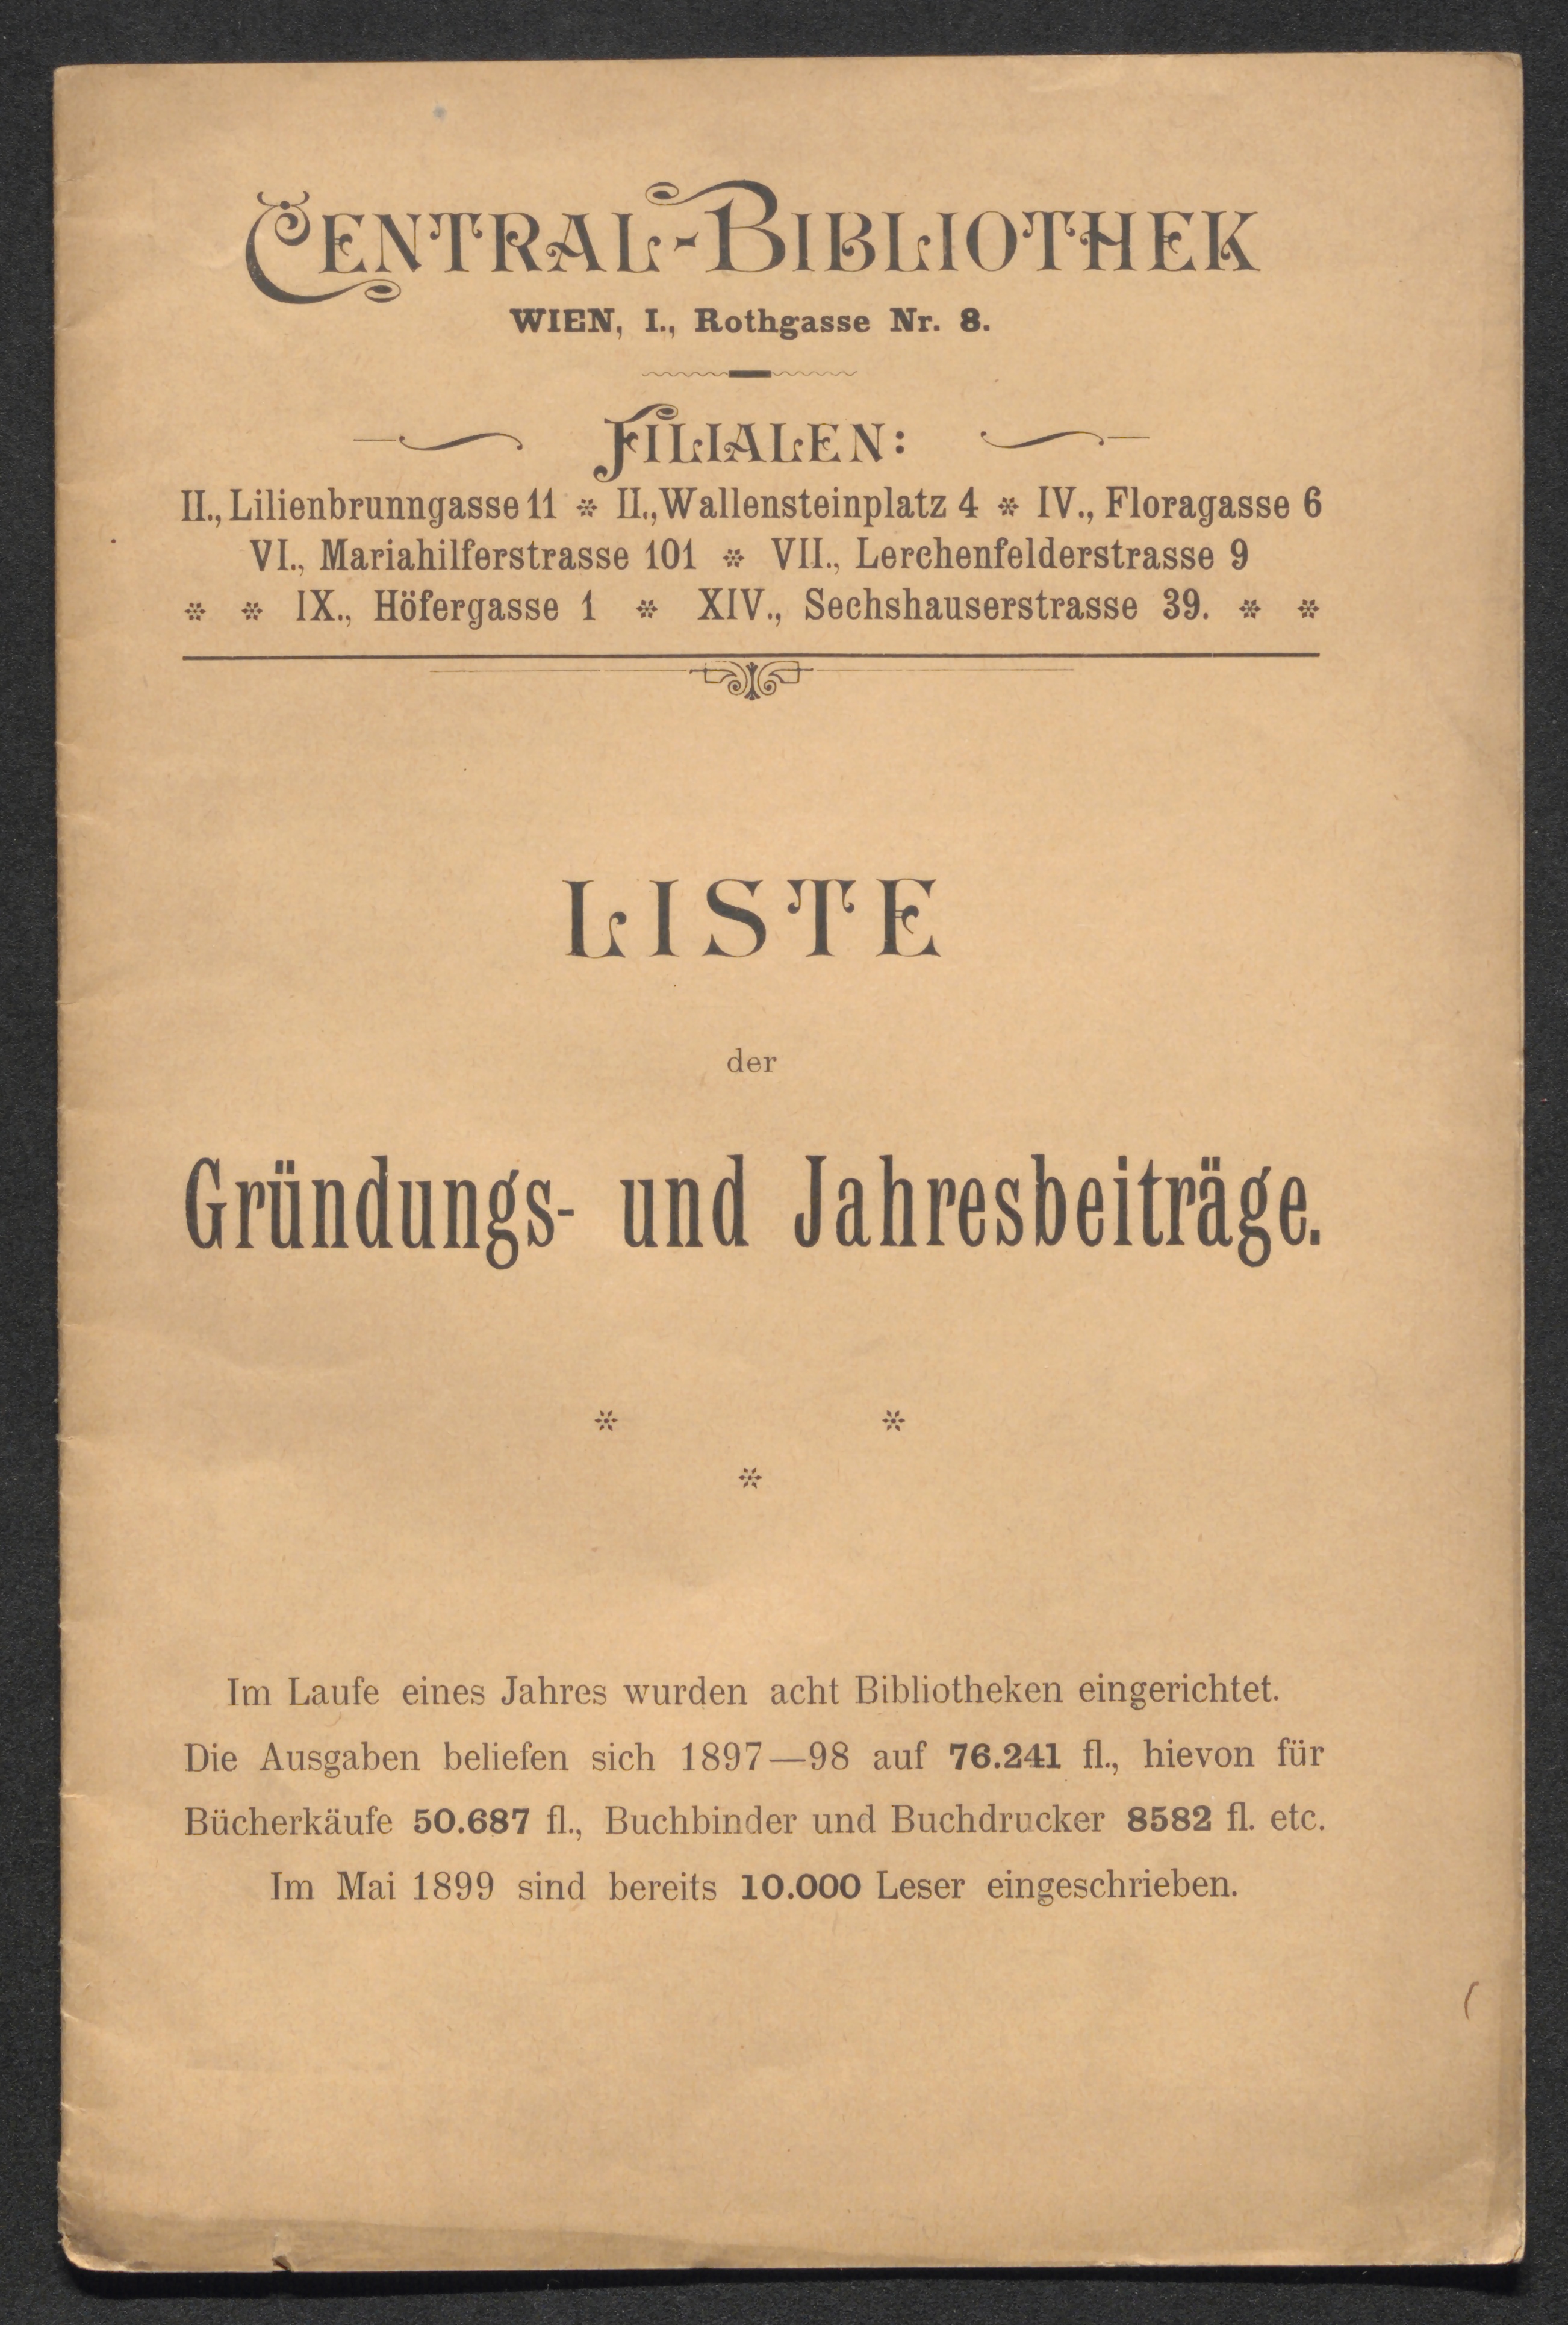 CENTRAL-BIBLIOTHEK
WIEN, I., Rothgasse Nr. 8.
FILIALEN:
II., Lilienbrunngasse 11 * II., Wallensteinplatz 4 * IV., Floragasse 6
VI., Mariahilferstrasse 101 * VII., Lerchenfelderstrasse 9
* * IX., Höfergasse 1 * XIV., Sechshauserstrasse 39. * *
LISTE
der
Gründungs- und Jahresbeiträge.
* *
*
Im Laufe eines Jahres wurden acht Bibliotheken eingerichtet.
Die Ausgaben beliefen sich 1897—98 auf 76.241 fl., hievon für
Bücherkäufe 50.687 fl., Buchbinder und Buchdrucker 8582 fl. etc.
Im Mai 1899 sind bereits 10.000 Leser eingeschrieben.